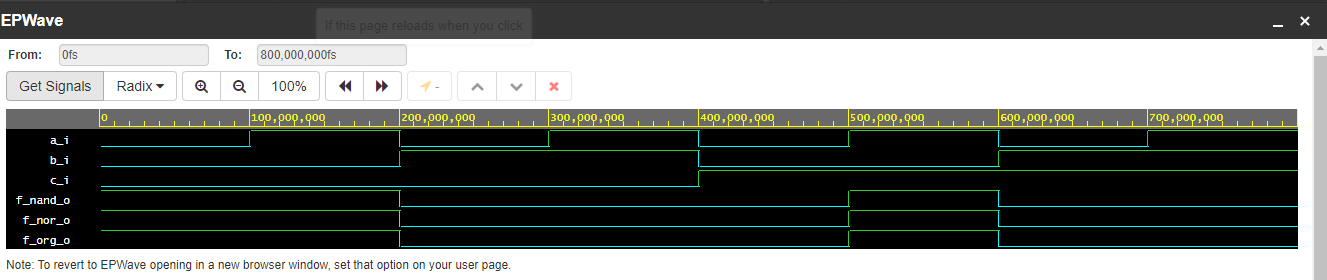 EPWave
If this page reloads when you click
From: 0fs To: 800,000,000fs
Get Signals Radix 100% -
0 100,000,000 200,000,000 300,000,000 400,000,000 500,000,000 600,000,000 700,000,000
a_i
b_i
c_i
f_nand_o
f_nor_o
f_org_o
Note: To revert to EPWave opening in a new browser window, set that option on your user page.